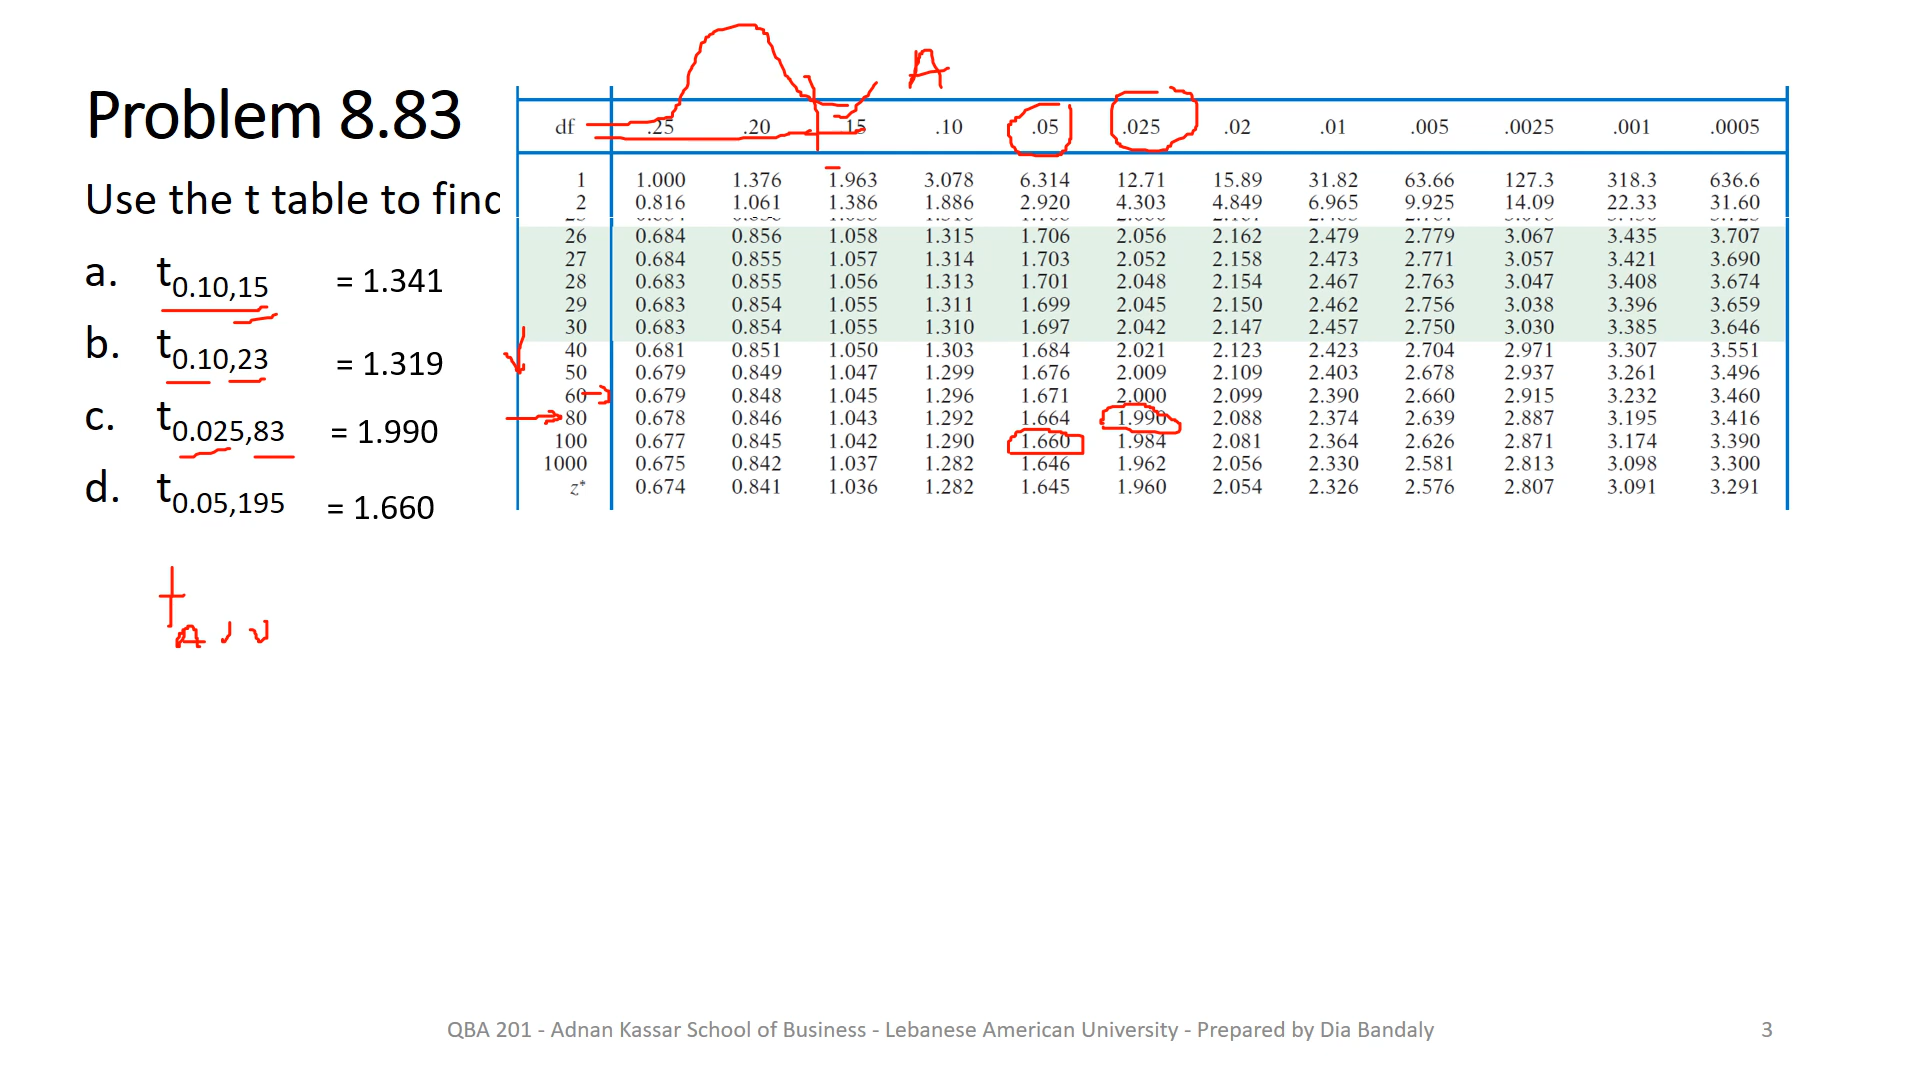 Problem 8.83
Use the t table to find
a. t0.10,15 = 1.341
b. t0.10,23 = 1.319
c. t0.025,83 = 1.990
d. t0.05,195 = 1.660
t
A , ν
A
df .25 .20 .15 .10 .05 .025 .02 .01 .005 .0025 .001 .0005
1 1.000 1.376 1.963 3.078 6.314 12.71 15.89 31.82 63.66 127.3 318.3 636.6
2 0.816 1.061 1.386 1.886 2.920 4.303 4.849 6.965 9.925 14.09 22.33 31.60
26 0.684 0.856 1.058 1.315 1.706 2.056 2.162 2.479 2.779 3.067 3.435 3.707
27 0.684 0.855 1.057 1.314 1.703 2.052 2.158 2.473 2.771 3.057 3.421 3.690
28 0.683 0.855 1.056 1.313 1.701 2.048 2.154 2.467 2.763 3.047 3.408 3.674
29 0.683 0.854 1.055 1.311 1.699 2.045 2.150 2.462 2.756 3.038 3.396 3.659
30 0.683 0.854 1.055 1.310 1.697 2.042 2.147 2.457 2.750 3.030 3.385 3.646
40 0.681 0.851 1.050 1.303 1.684 2.021 2.123 2.423 2.704 2.971 3.307 3.551
50 0.679 0.849 1.047 1.299 1.676 2.009 2.109 2.403 2.678 2.937 3.261 3.496
60 0.679 0.848 1.045 1.296 1.671 2.000 2.099 2.390 2.660 2.915 3.232 3.460
80 0.678 0.846 1.043 1.292 1.664 1.990 2.088 2.374 2.639 2.887 3.195 3.416
100 0.677 0.845 1.042 1.290 1.660 1.984 2.081 2.364 2.626 2.871 3.174 3.390
1000 0.675 0.842 1.037 1.282 1.646 1.962 2.056 2.330 2.581 2.813 3.098 3.300
z* 0.674 0.841 1.036 1.282 1.645 1.960 2.054 2.326 2.576 2.807 3.091 3.291
QBA 201 - Adnan Kassar School of Business - Lebanese American University - Prepared by Dia Bandaly
3